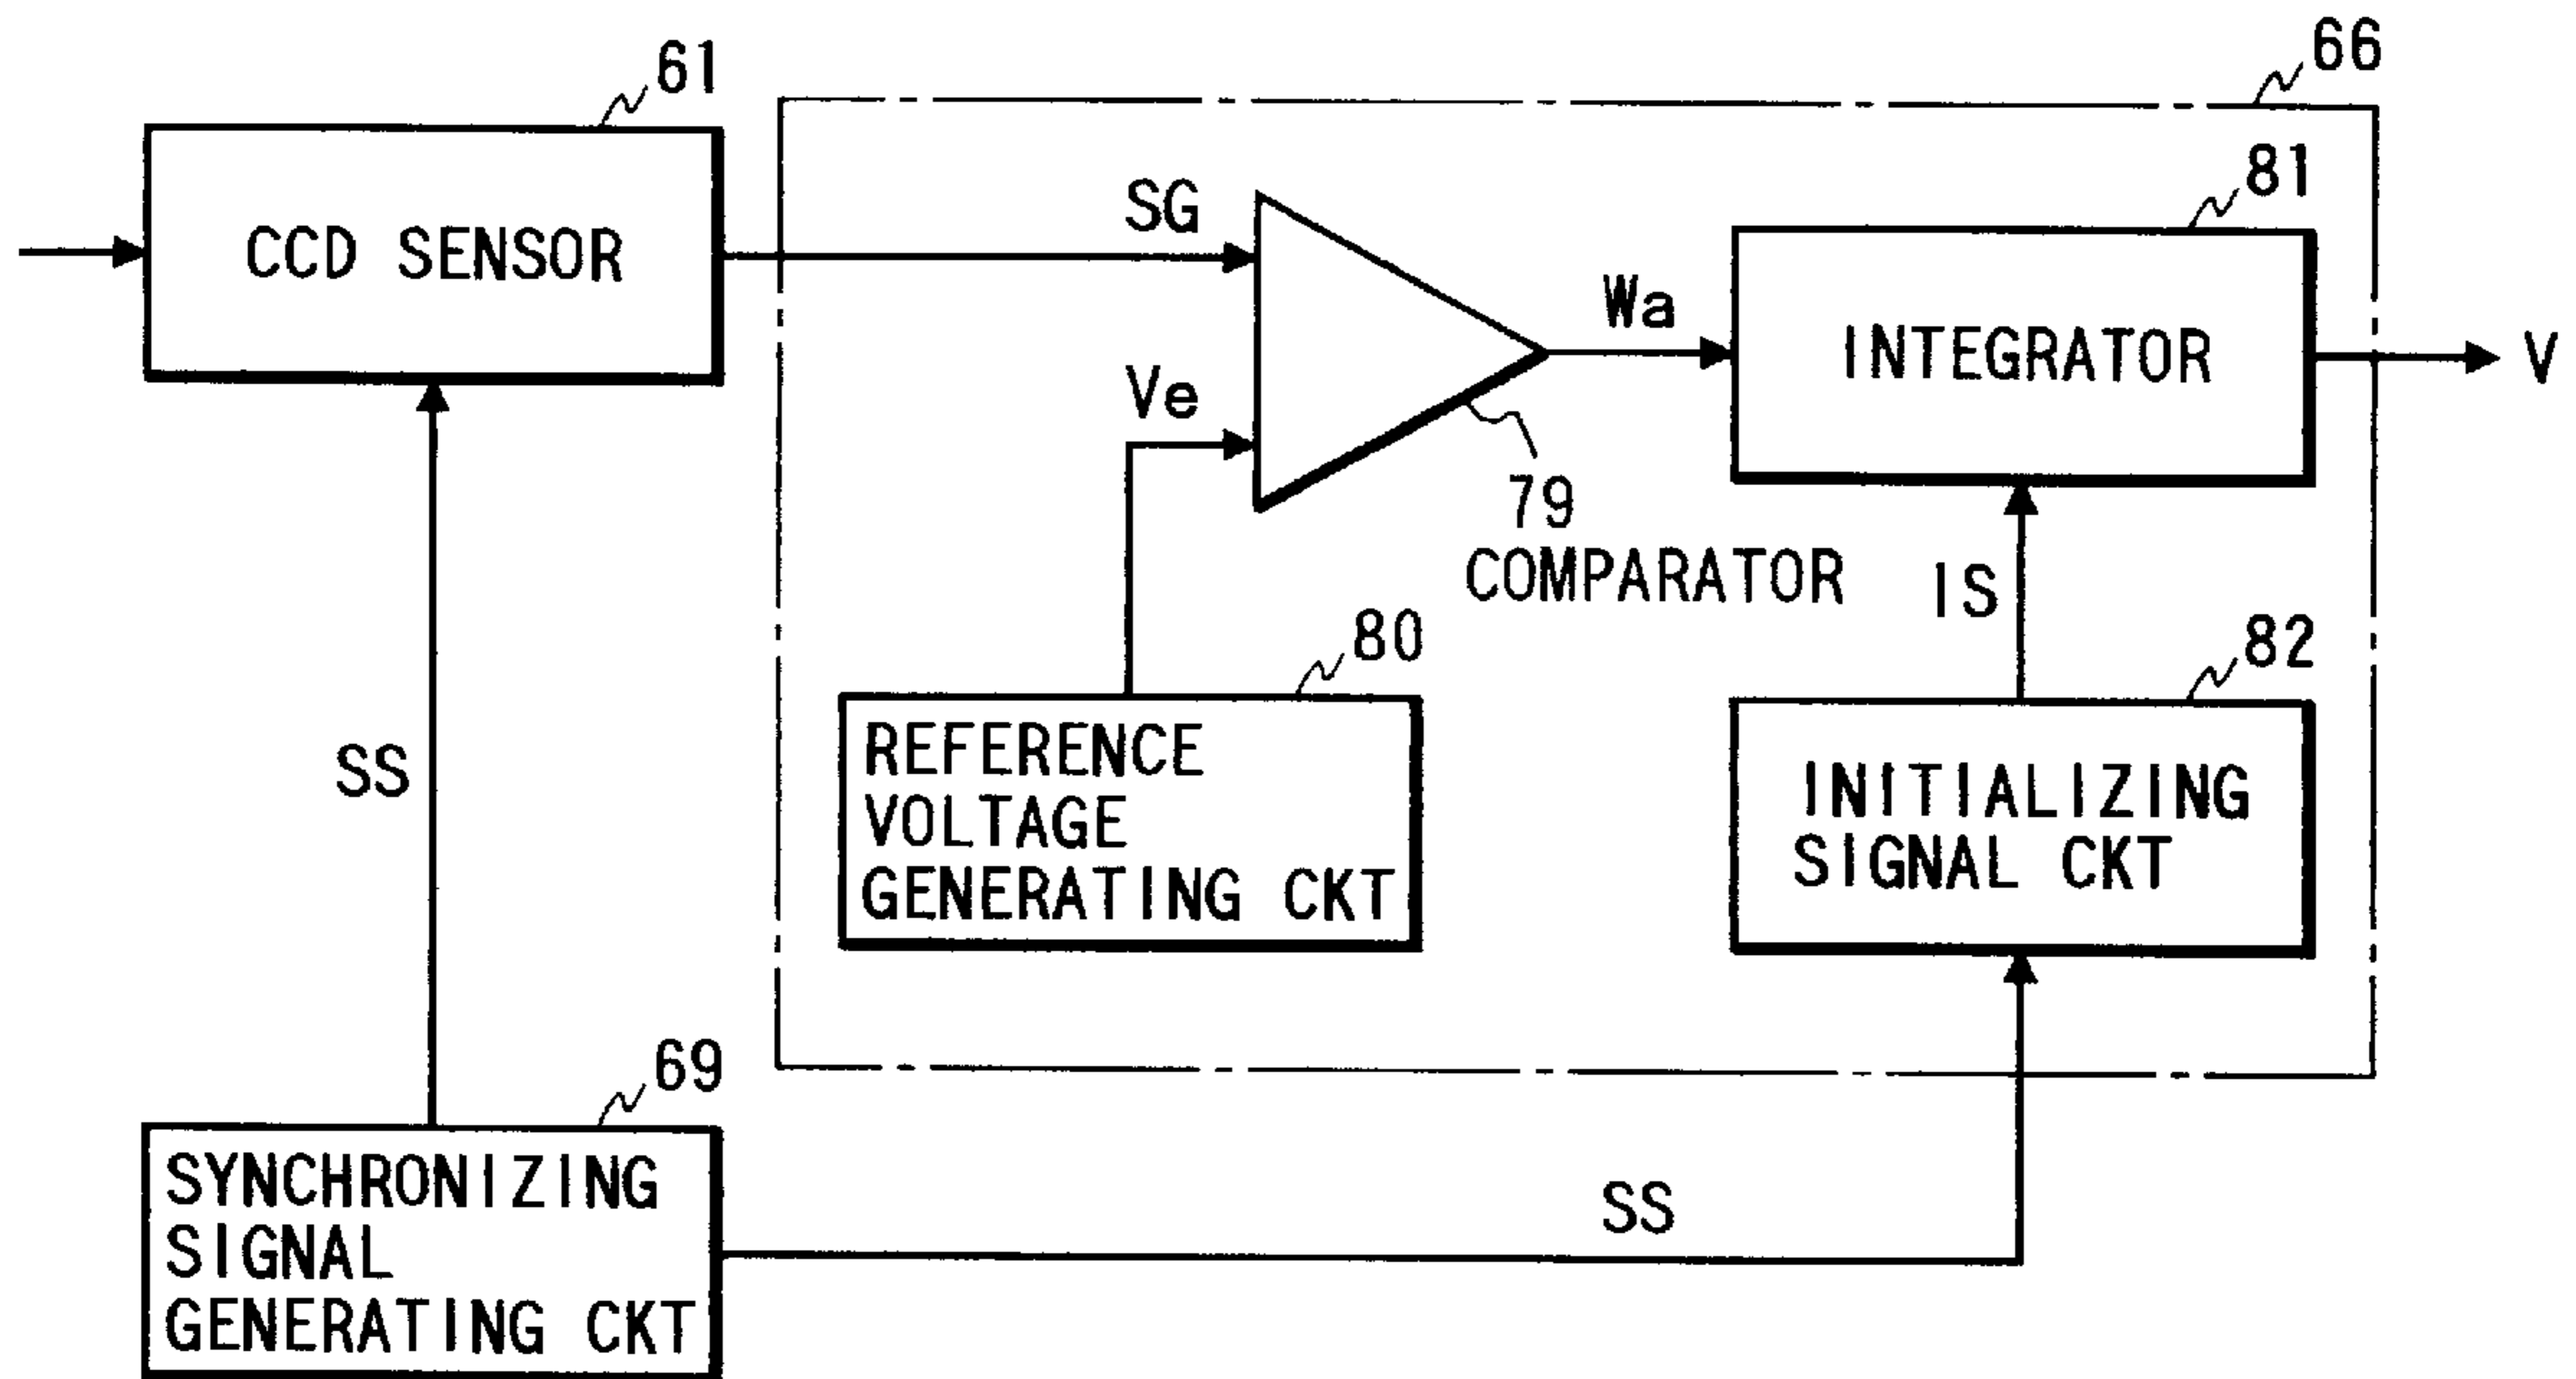 61
66
CCD SENSOR
SG
Ve
Wa
81
INTEGRATOR
V
79
COMPARATOR
IS
80
REFERENCE
VOLTAGE
GENERATING CKT
82
INITIALIZING
SIGNAL CKT
SS
69
SYNCHRONIZING
SIGNAL
GENERATING CKT
SS